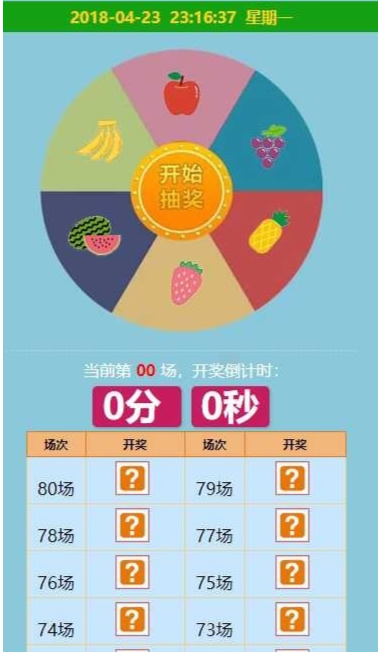 2018-04-23 23:16:37 星期一
开始
抽奖
当前第 00 场，开奖倒计时：
0分 0秒
场次 开奖 场次 开奖
80场 ? 79场 ?
78场 ? 77场 ?
76场 ? 75场 ?
74场 ? 73场 ?